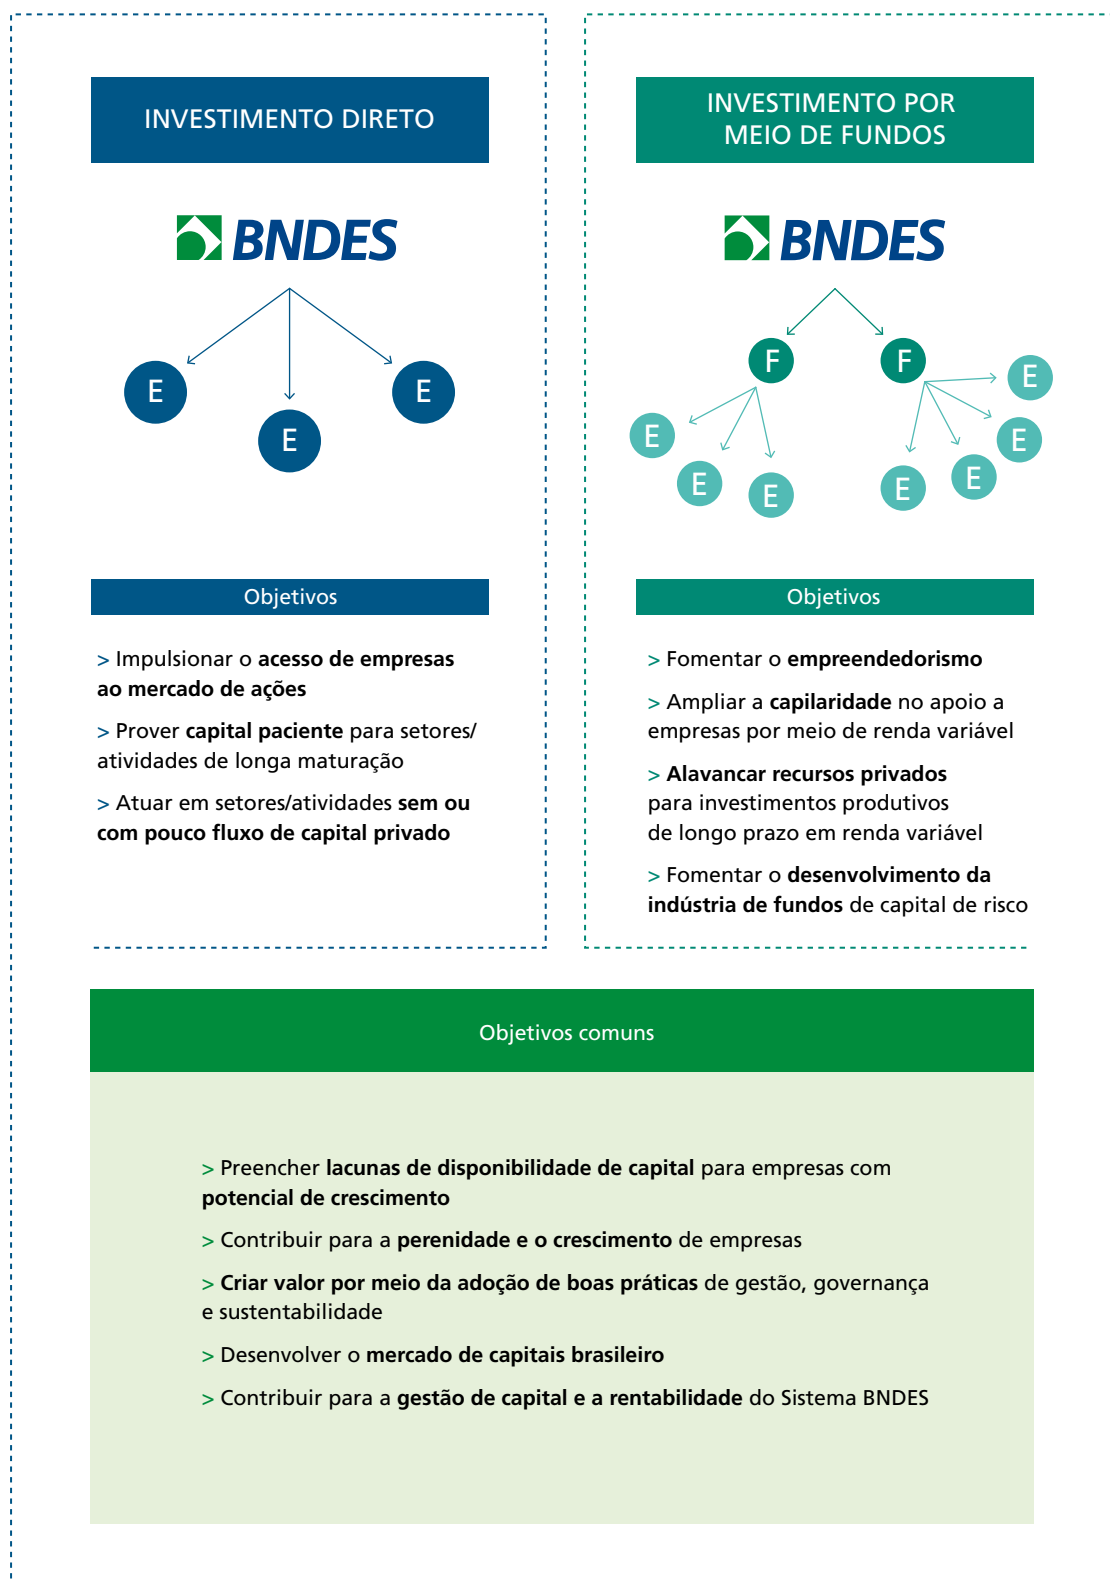 INVESTIMENTO DIRETO
BNDES
E
E
E
Objetivos
> Impulsionar o acesso de empresas
ao mercado de ações
> Prover capital paciente para setores/
atividades de longa maturação
> Atuar em setores/atividades sem ou
com pouco fluxo de capital privado
INVESTIMENTO POR
MEIO DE FUNDOS
BNDES
F
F
E
E
E
E
E
E
E
Objetivos
> Fomentar o empreendedorismo
> Ampliar a capilaridade no apoio a
empresas por meio de renda variável
> Alavancar recursos privados
para investimentos produtivos
de longo prazo em renda variável
> Fomentar o desenvolvimento da
indústria de fundos de capital de risco
Objetivos comuns
> Preencher lacunas de disponibilidade de capital para empresas com
potencial de crescimento
> Contribuir para a perenidade e o crescimento de empresas
> Criar valor por meio da adoção de boas práticas de gestão, governança
e sustentabilidade
> Desenvolver o mercado de capitais brasileiro
> Contribuir para a gestão de capital e a rentabilidade do Sistema BNDES